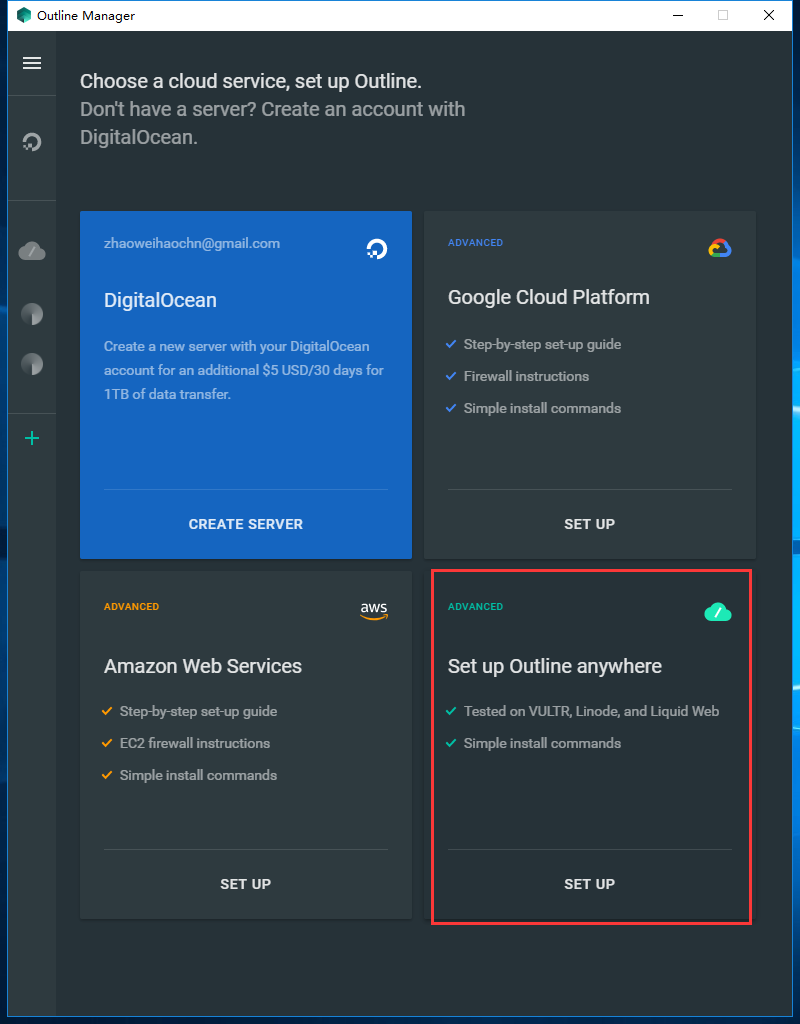 Outline Manager
Choose a cloud service, set up Outline.
Don't have a server? Create an account with
DigitalOcean.
zhaoweihaochn@gmail.com
DigitalOcean
Create a new server with your DigitalOcean
account for an additional $5 USD/30 days for
1TB of data transfer.
CREATE SERVER
ADVANCED
Google Cloud Platform
Step-by-step set-up guide
Firewall instructions
Simple install commands
SET UP
ADVANCED
aws
Amazon Web Services
Step-by-step set-up guide
EC2 firewall instructions
Simple install commands
SET UP
ADVANCED
Set up Outline anywhere
Tested on VULTR, Linode, and Liquid Web
Simple install commands
SET UP